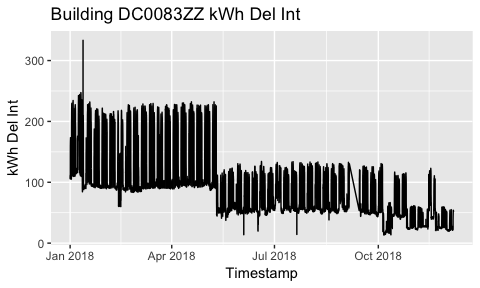 Building DC0083ZZ kWh Del Int
kWh Del Int
300
200
100
0
Jan 2018 Apr 2018 Jul 2018 Oct 2018
Timestamp